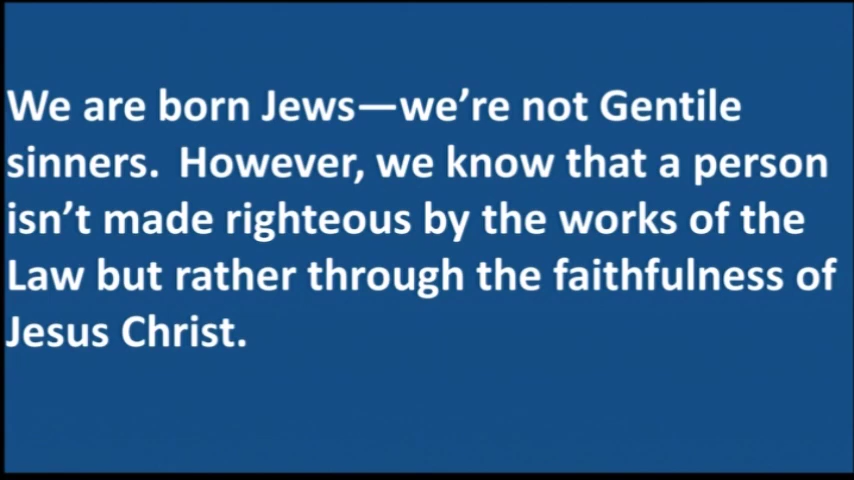 We are born Jews—we’re not Gentile
sinners.  However, we know that a person
isn’t made righteous by the works of the
Law but rather through the faithfulness of
Jesus Christ.